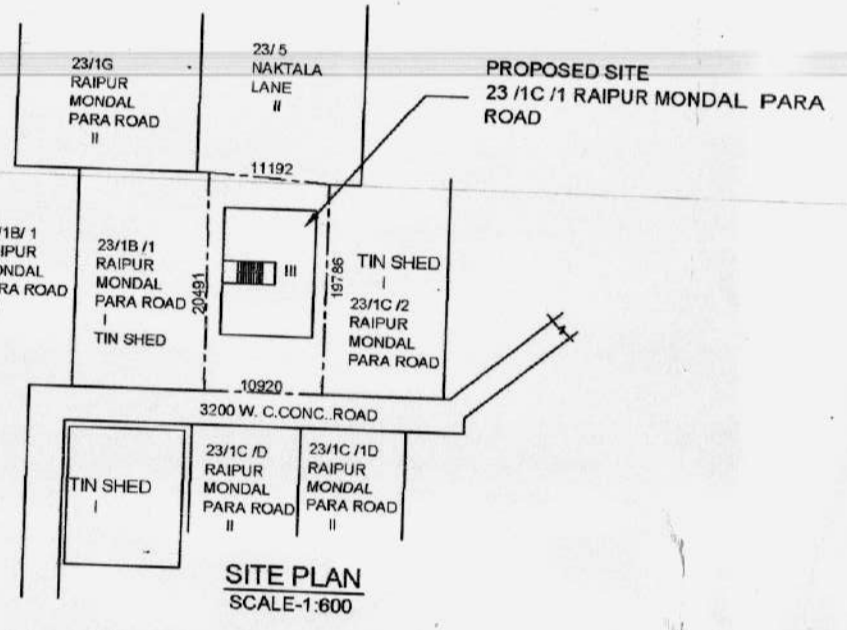 23/1G
RAIPUR
MONDAL
PARA ROAD
II
23/5
NAKTALA
LANE
II
PROPOSED SITE
23 /1C /1 RAIPUR MONDAL PARA
ROAD
11192
/1B/ 1
IPUR
ONDAL
RA ROAD
23/1B /1
RAIPUR
MONDAL
PARA ROAD
I
TIN SHED
20491
III
19786
TIN SHED
I
23/1C /2
RAIPUR
MONDAL
PARA ROAD
10920
3200 W. C.CONC..ROAD
TIN SHED
I
23/1C /D
RAIPUR
MONDAL
PARA ROAD
II
23/1C /1D
RAIPUR
MONDAL
PARA ROAD
II
SITE PLAN
SCALE-1:600